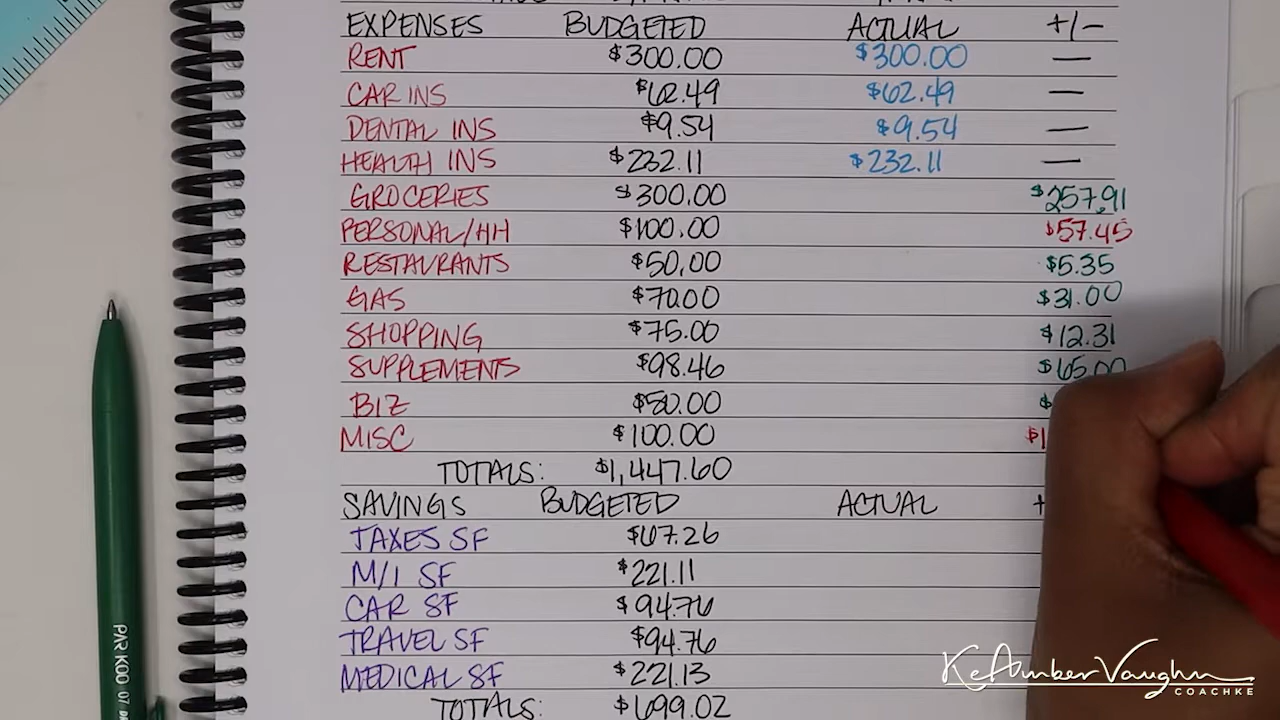 EXPENSES BUDGETED ACTUAL +/-
RENT $300.00 $300.00 —
CAR INS $62.49 $62.49 —
DENTAL INS $9.54 $9.54 —
HEALTH INS $232.11 $232.11 —
GROCERIES $300.00 $257.91
PERSONAL/HH $100.00 $57.45
RESTAURANTS $50.00 $5.35
GAS $70.00 $31.00
SHOPPING $75.00 $12.31
SUPPLEMENTS $98.46 $65.00
BIZ $50.00 $
MISC $100.00 $1
TOTALS: $1,447.60
SAVINGS BUDGETED ACTUAL +
TAXES SF $67.26
M/I SF $221.11
CAR SF $94.76
TRAVEL SF $94.76
MEDICAL SF $221.13
TOTALS: $699.02
PARKOO 07
KeAmber Vaughn
COACHKE